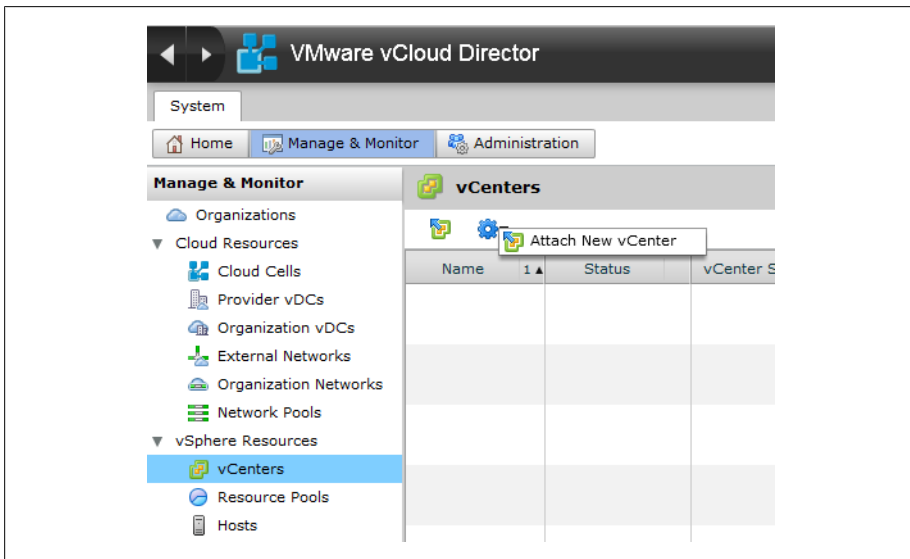 VMware vCloud Director
System
Home Manage & Monitor Administration
Manage & Monitor
Organizations
Cloud Resources
Cloud Cells
Provider vDCs
Organization vDCs
External Networks
Organization Networks
Network Pools
vSphere Resources
vCenters
Resource Pools
Hosts
vCenters
Attach New vCenter
Name 1 Status vCenter S